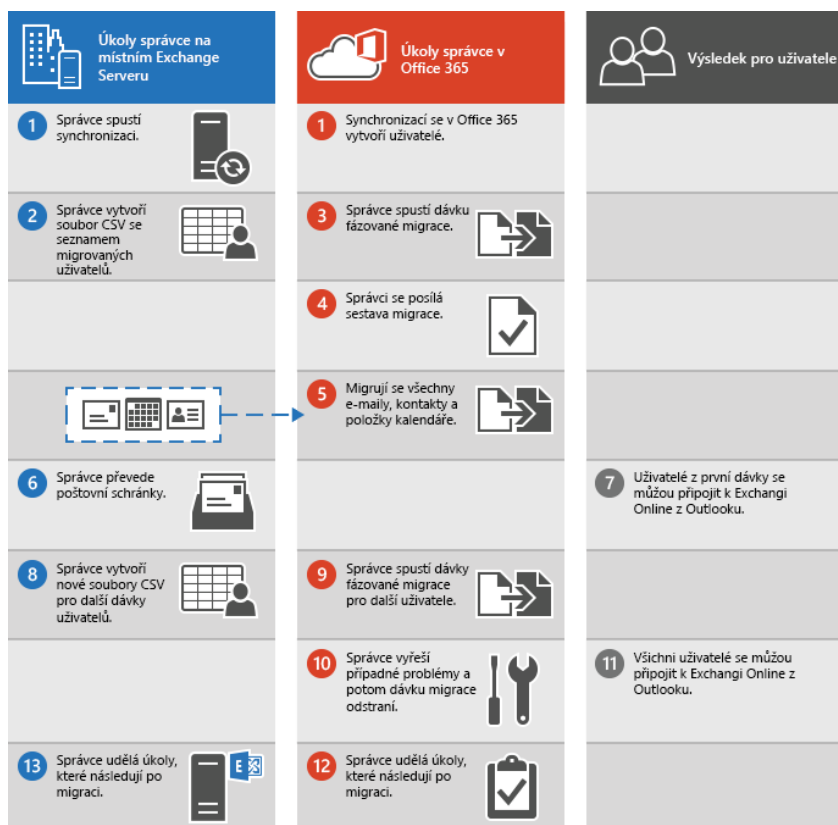 Úkoly správce na
místním Exchange
Serveru
Úkoly správce v
Office 365
Výsledek pro uživatele
1
Správce spustí
synchronizaci.
1
Synchronizací se v Office 365
vytvoří uživatelé.
2
Správce vytvoří
soubor CSV se
seznamem
migrovaných
uživatelů.
3
Správce spustí dávku
fázované migrace.
4
Správci se posílá
sestava migrace.
5
Migrují se všechny
e-maily, kontakty a
položky kalendáře.
6
Správce převede
poštovní schránky.
7
Uživatelé z první dávky se
můžou připojit k Exchangi
Online z Outlooku.
8
Správce vytvoří
nové soubory CSV
pro další dávky
uživatelů.
9
Správce spustí dávky
fázované migrace
pro další uživatele.
10
Správce vyřeší
případné problémy a
potom dávku migrace
odstraní.
11
Všichni uživatelé se můžou
připojit k Exchangi Online z
Outlooku.
13
Správce udělá úkoly,
které následují po
migraci.
E
12
Správce udělá úkoly,
které následují po
migraci.